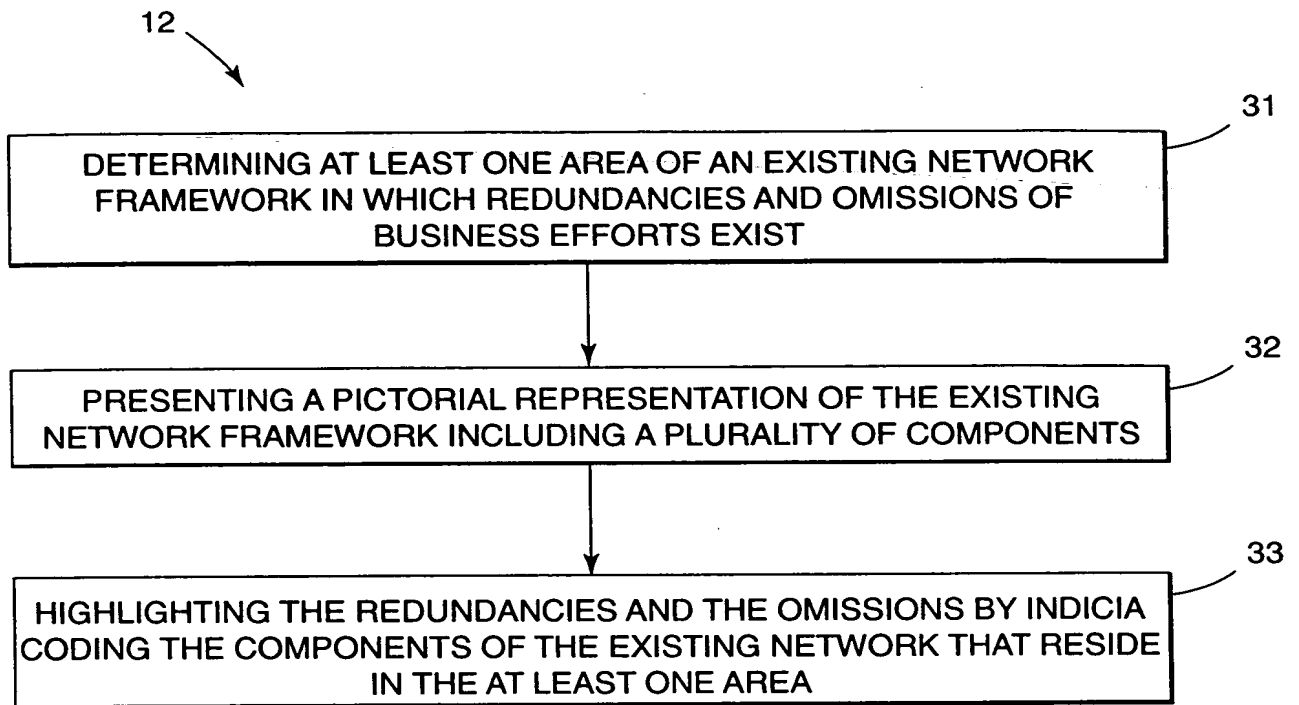 12
31
DETERMINING AT LEAST ONE AREA OF AN EXISTING NETWORK
FRAMEWORK IN WHICH REDUNDANCIES AND OMISSIONS OF
BUSINESS EFFORTS EXIST
32
PRESENTING A PICTORIAL REPRESENTATION OF THE EXISTING
NETWORK FRAMEWORK INCLUDING A PLURALITY OF COMPONENTS
33
HIGHLIGHTING THE REDUNDANCIES AND THE OMISSIONS BY INDICIA
CODING THE COMPONENTS OF THE EXISTING NETWORK THAT RESIDE
IN THE AT LEAST ONE AREA